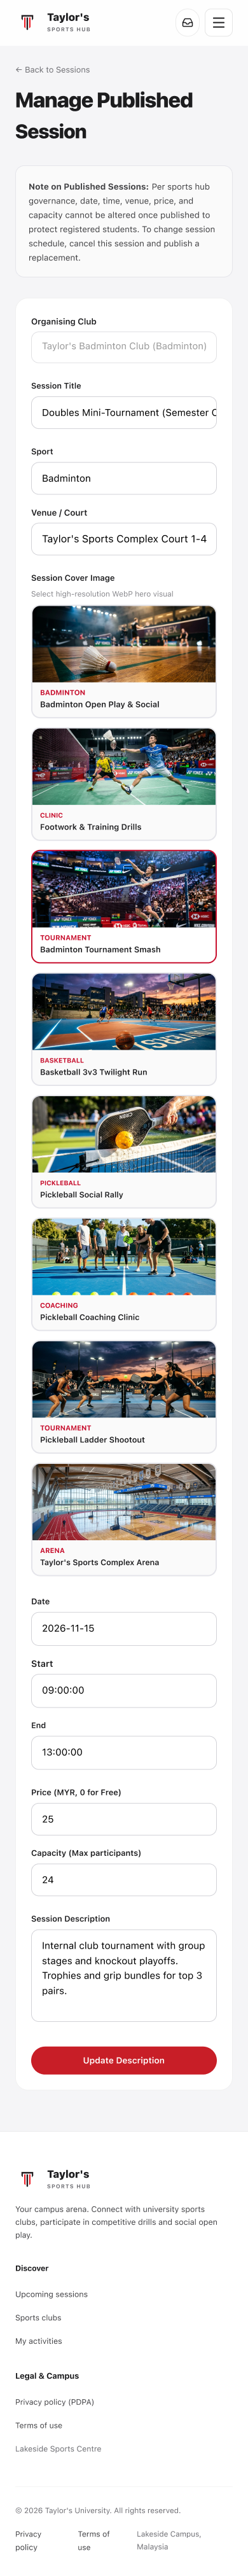 Taylor's
SPORTS HUB
← Back to Sessions
Manage Published
Session
Note on Published Sessions: Per sports hub
governance, date, time, venue, price, and
capacity cannot be altered once published to
protect registered students. To change session
schedule, cancel this session and publish a
replacement.
Organising Club
Taylor's Badminton Club (Badminton)
Session Title
Doubles Mini-Tournament (Semester C
Sport
Badminton
Venue / Court
Taylor's Sports Complex Court 1-4
Session Cover Image
Select high-resolution WebP hero visual
BADMINTON
Badminton Open Play & Social
CLINIC
Footwork & Training Drills
TOURNAMENT
Badminton Tournament Smash
BASKETBALL
Basketball 3v3 Twilight Run
PICKLEBALL
Pickleball Social Rally
COACHING
Pickleball Coaching Clinic
TOURNAMENT
Pickleball Ladder Shootout
ARENA
Taylor's Sports Complex Arena
Date
2026-11-15
Start
09:00:00
End
13:00:00
Price (MYR, 0 for Free)
25
Capacity (Max participants)
24
Session Description
Internal club tournament with group
stages and knockout playoffs.
Trophies and grip bundles for top 3
pairs.
Update Description
Taylor's
SPORTS HUB
Your campus arena. Connect with university sports
clubs, participate in competitive drills and social open
play.
Discover
Upcoming sessions
Sports clubs
My activities
Legal & Campus
Privacy policy (PDPA)
Terms of use
Lakeside Sports Centre
© 2026 Taylor's University. All rights reserved.
Privacy policy
Terms of use
Lakeside Campus, Malaysia